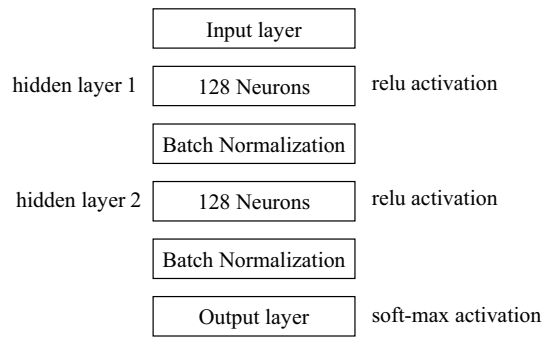 Input layer
hidden layer 1 128 Neurons relu activation
Batch Normalization
hidden layer 2 128 Neurons relu activation
Batch Normalization
Output layer soft-max activation